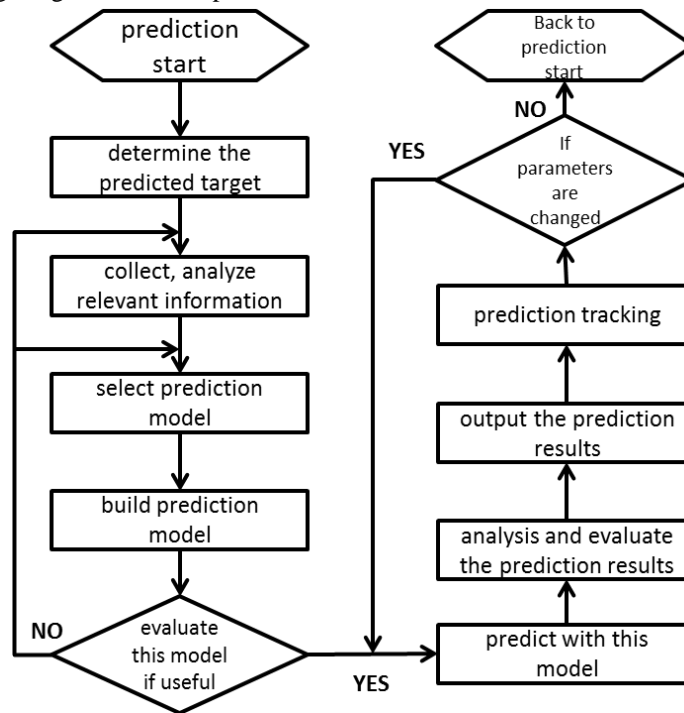 prediction
start
determine the
predicted target
collect, analyze
relevant information
select prediction
model
build prediction
model
NO
evaluate
this model
if useful
YES
Back to
prediction
start
NO
YES
If
parameters
are
changed
prediction tracking
output the prediction
results
analysis and evaluate
the prediction results
predict with this
model